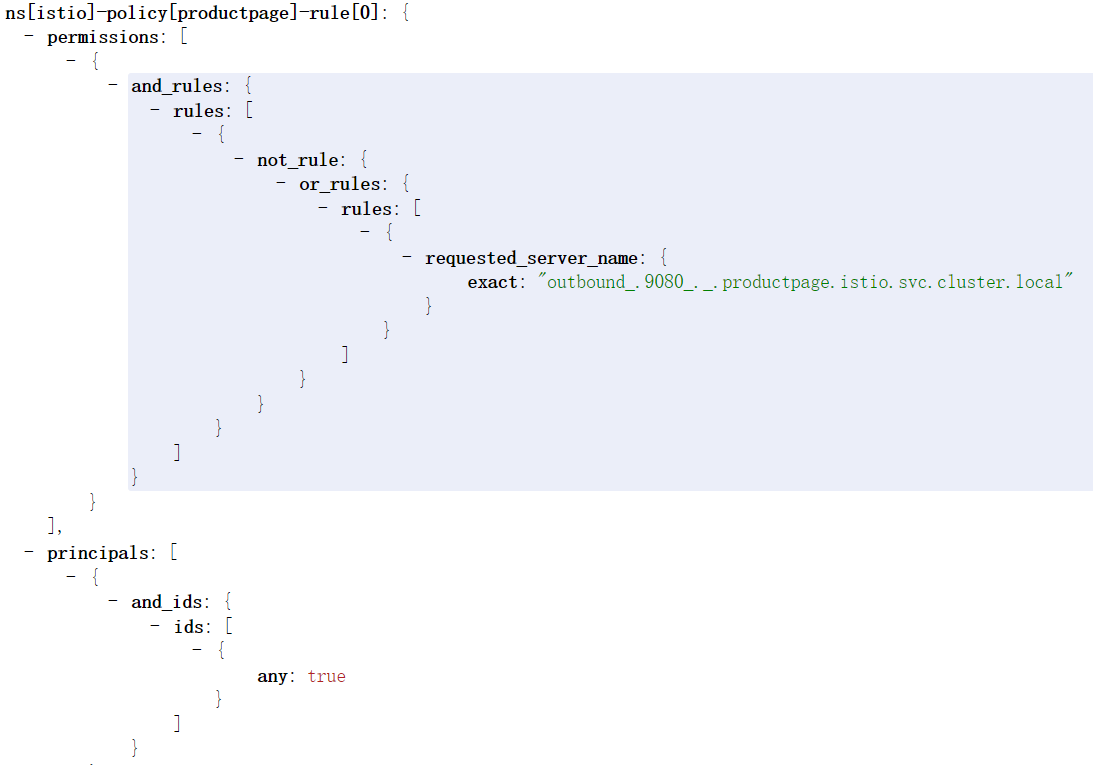 ns[istio]-policy[productpage]-rule[0]: {
- permissions: [
- {
- and_rules: {
- rules: [
- {
- not_rule: {
- or_rules: {
- rules: [
- {
- requested_server_name: {
exact: "outbound_.9080_._.productpage.istio.svc.cluster.local"
}
}
]
}
}
}
]
}
}
],
- principals: [
- {
- and_ids: {
- ids: [
- {
any: true
}
]
}